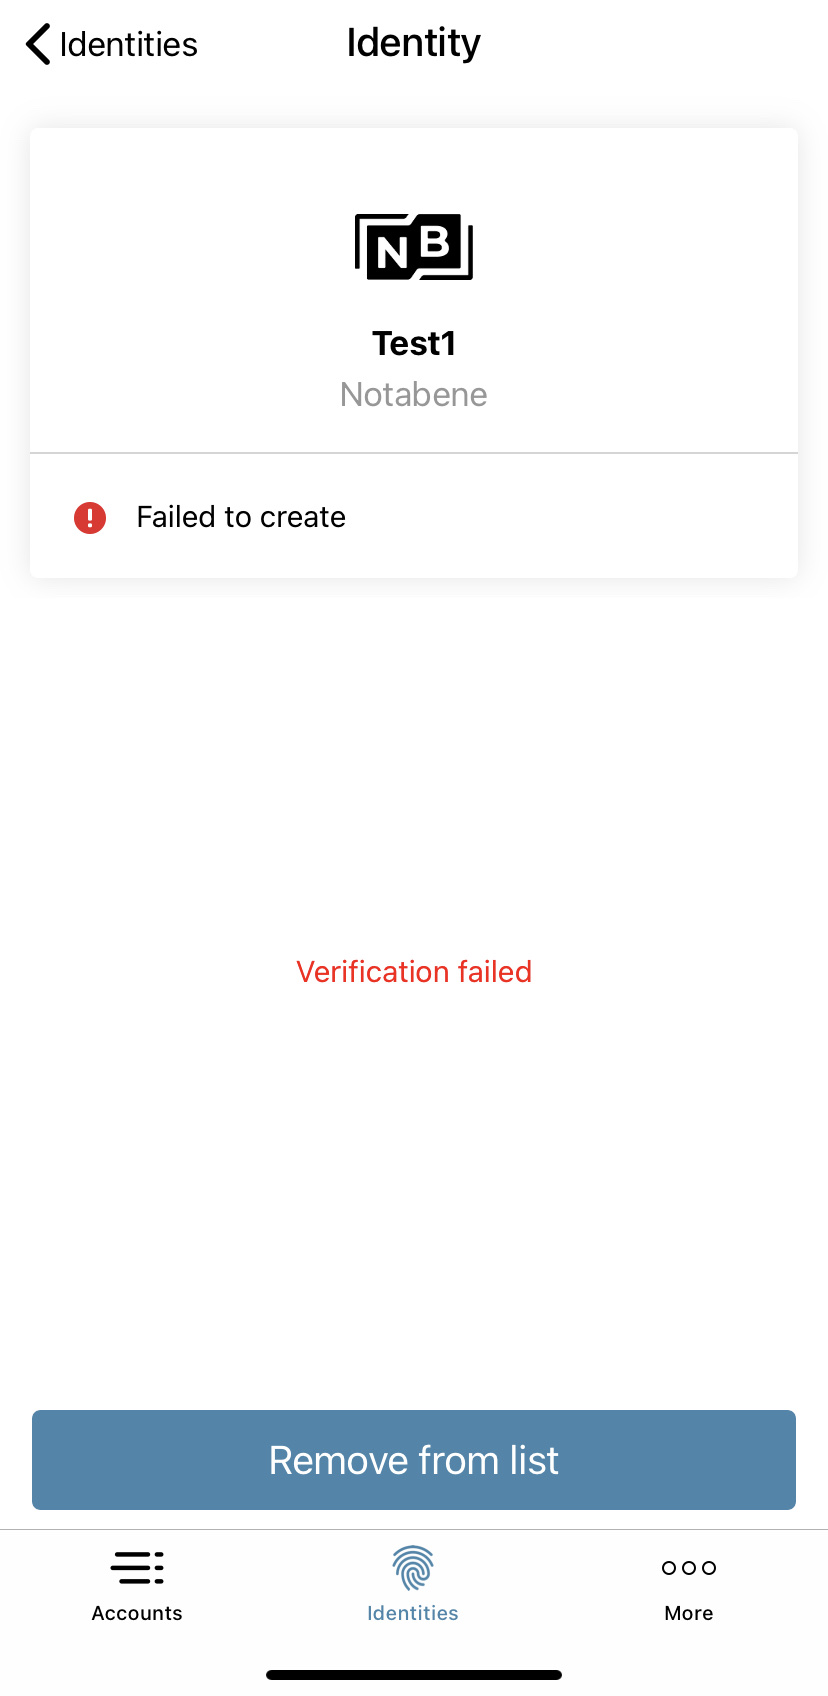 Identities
Identity
NB
Test1
Notabene
Failed to create
Verification failed
Remove from list
Accounts
Identities
More